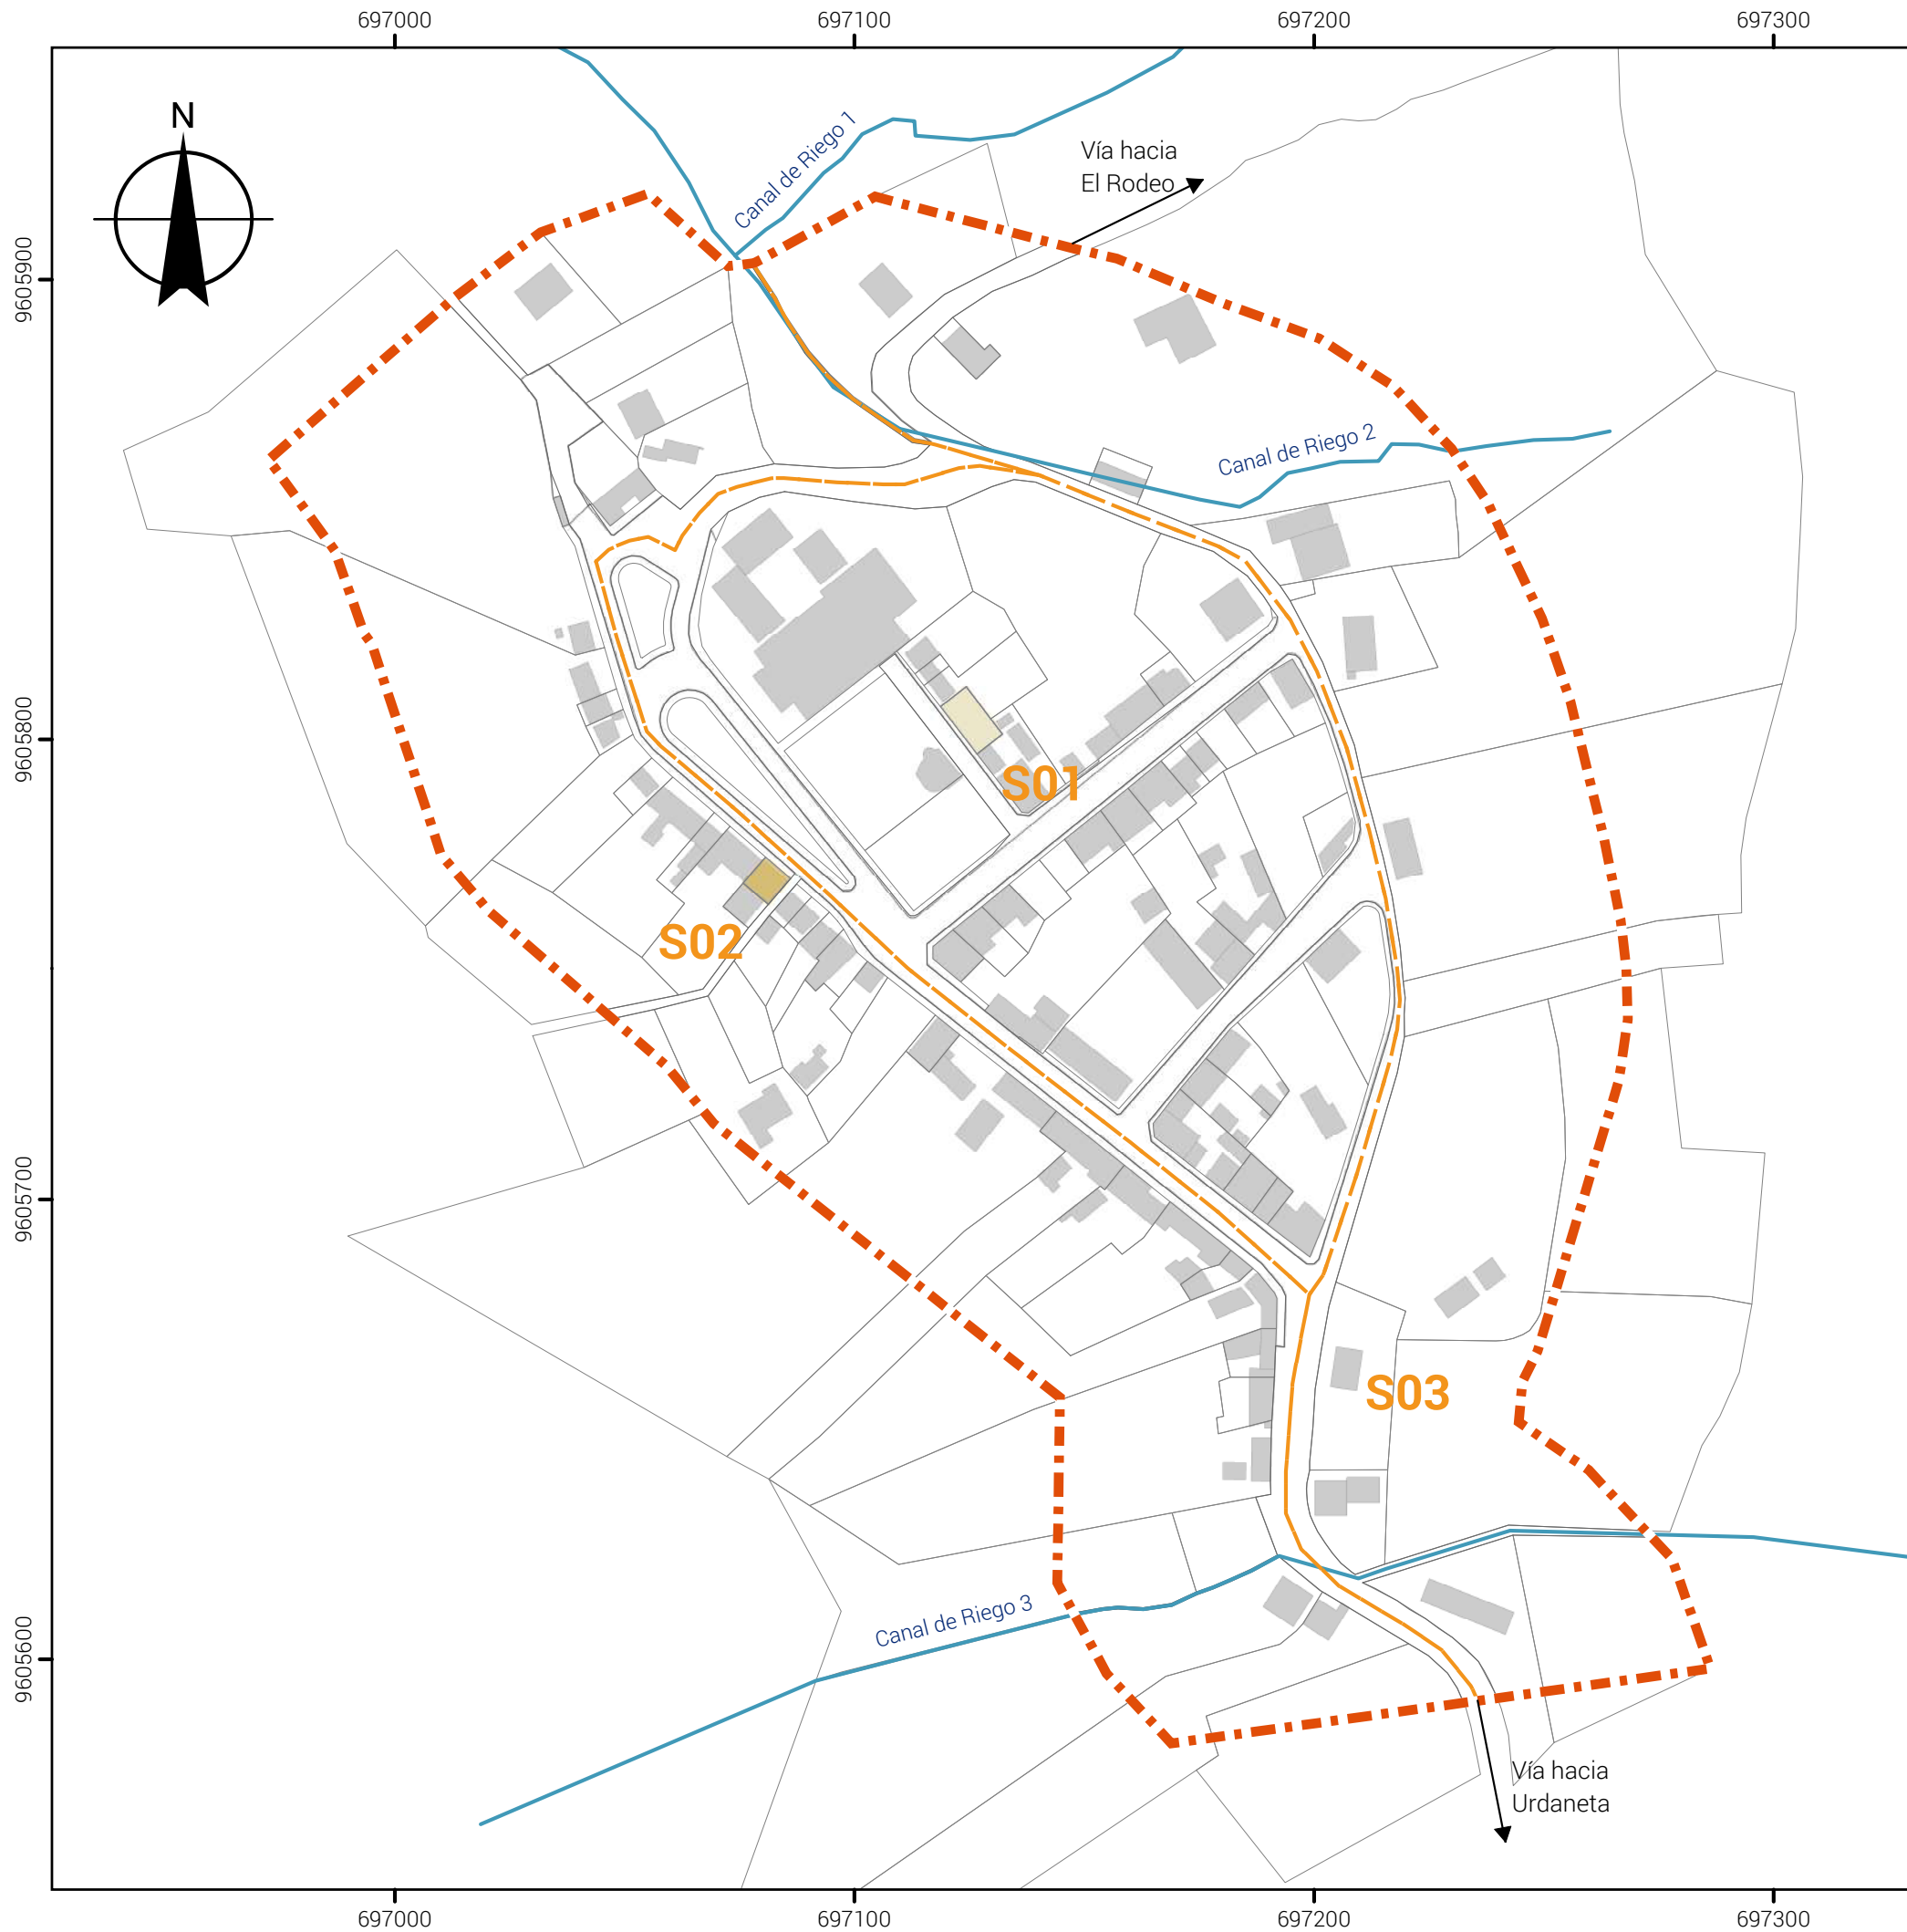 697000
697100
697200
697300
N
Canal de Riego 1
Vía hacia
El Rodeo
9605900
Canal de Riego 2
9605800
S01
S02
9605700
S03
Canal de Riego 3
9605600
Vía hacia
Urdaneta
697000
697100
697200
697300